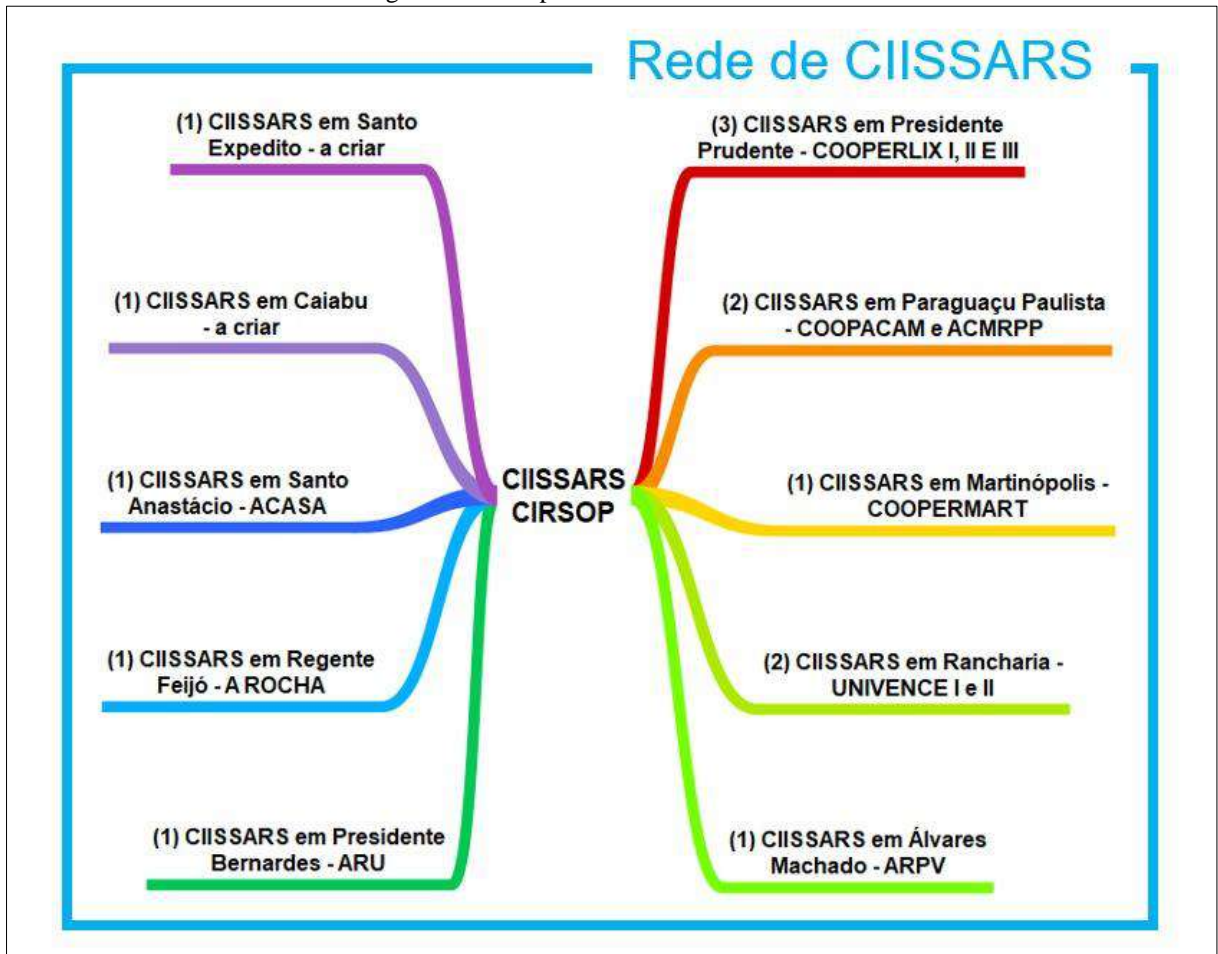 Rede de CIISSARS
(1) CIISSARS em Santo
Expedito - a criar
(1) CIISSARS em Caiabu
- a criar
(1) CIISSARS em Santo
Anastácio - ACASA
(1) CIISSARS em Regente
Feijó - A ROCHA
(1) CIISSARS em Presidente
Bernardes - ARU
CIISSARS
CIRSOP
(3) CIISSARS em Presidente
Prudente - COOPERLIX I, II E III
(2) CIISSARS em Paraguaçu Paulista
- COOPACAM e ACMRPP
(1) CIISSARS em Martinópolis -
COOPERMART
(2) CIISSARS em Rancharia -
UNIVENCE I e II
(1) CIISSARS em Álvares
Machado - ARPV